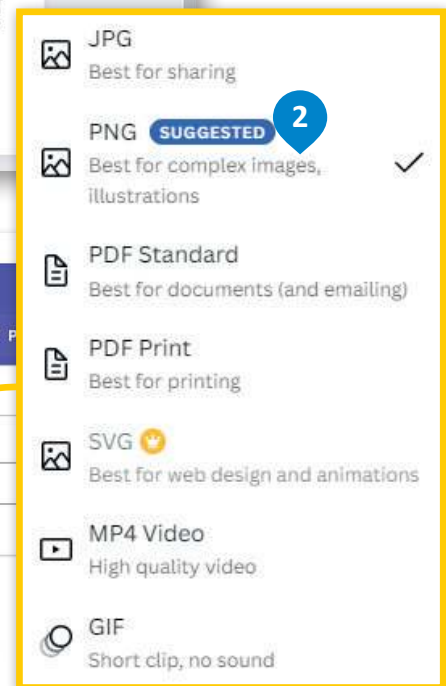 JPG
Best for sharing
PNG SUGGESTED 2
Best for complex images,
illustrations
PDF Standard
Best for documents (and emailing)
PDF Print
Best for printing
P
SVG
Best for web design and animations
MP4 Video
High quality video
GIF
Short clip, no sound